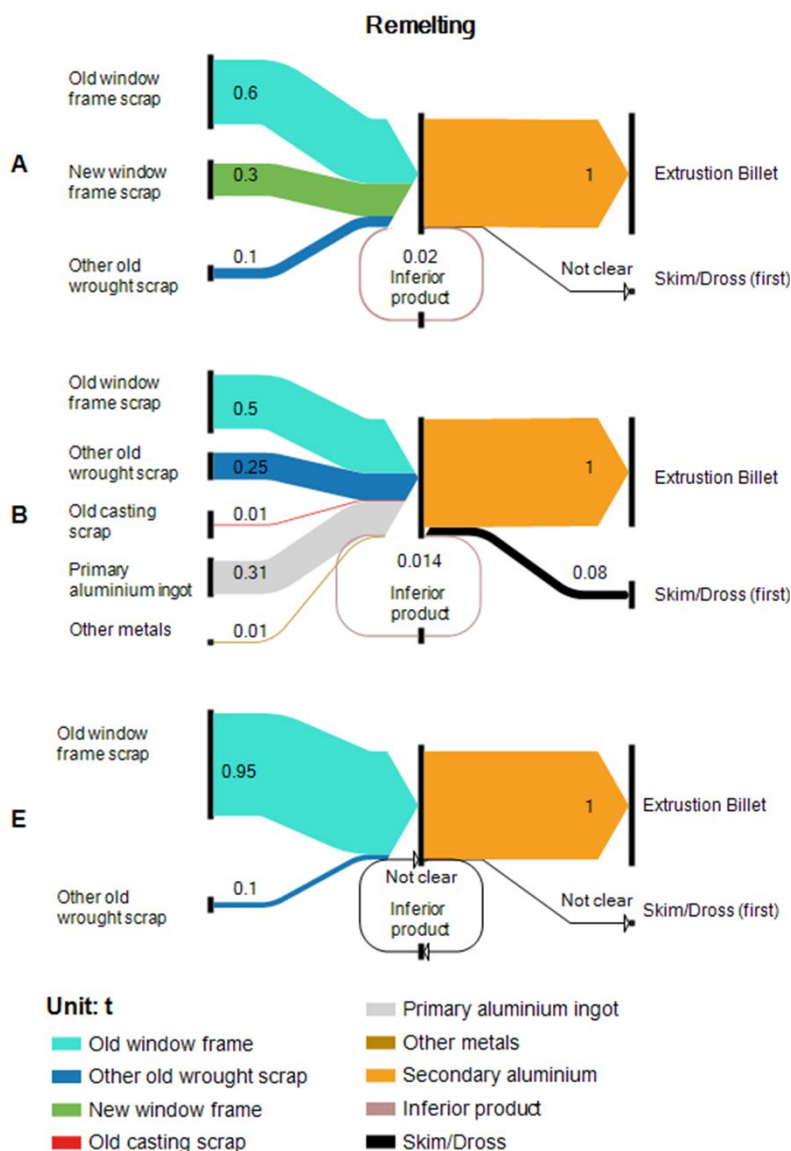 Remelting
A
Old window
frame scrap
0.6
New window
frame scrap
0.3
Other old
wrought scrap
0.1
0.02
Inferior
product
1
Extrustion Billet
Not clear
Skim/Dross (first)
B
Old window
frame scrap
0.5
Other old
wrought scrap
0.25
Old casting
scrap
0.01
Primary
aluminium ingot
0.31
Other metals
0.01
0.014
Inferior
product
1
Extrustion Billet
0.08
Skim/Dross (first)
E
Old window
frame scrap
0.95
Other old
wrought scrap
0.1
Not clear
Inferior
product
1
Extrustion Billet
Not clear
Skim/Dross (first)
Unit: t
Old window frame
Other old wrought scrap
New window frame
Old casting scrap
Primary aluminium ingot
Other metals
Secondary aluminium
Inferior product
Skim/Dross